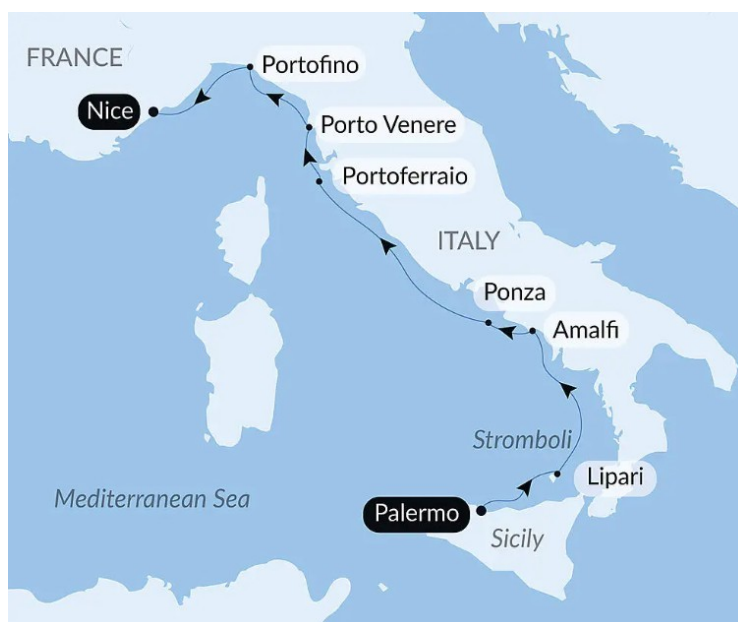 FRANCE
Portofino
Nice
Porto Venere
Portoferraio
ITALY
Ponza
Amalfi
Stromboli
Lipari
Mediterranean Sea
Palermo
Sicily